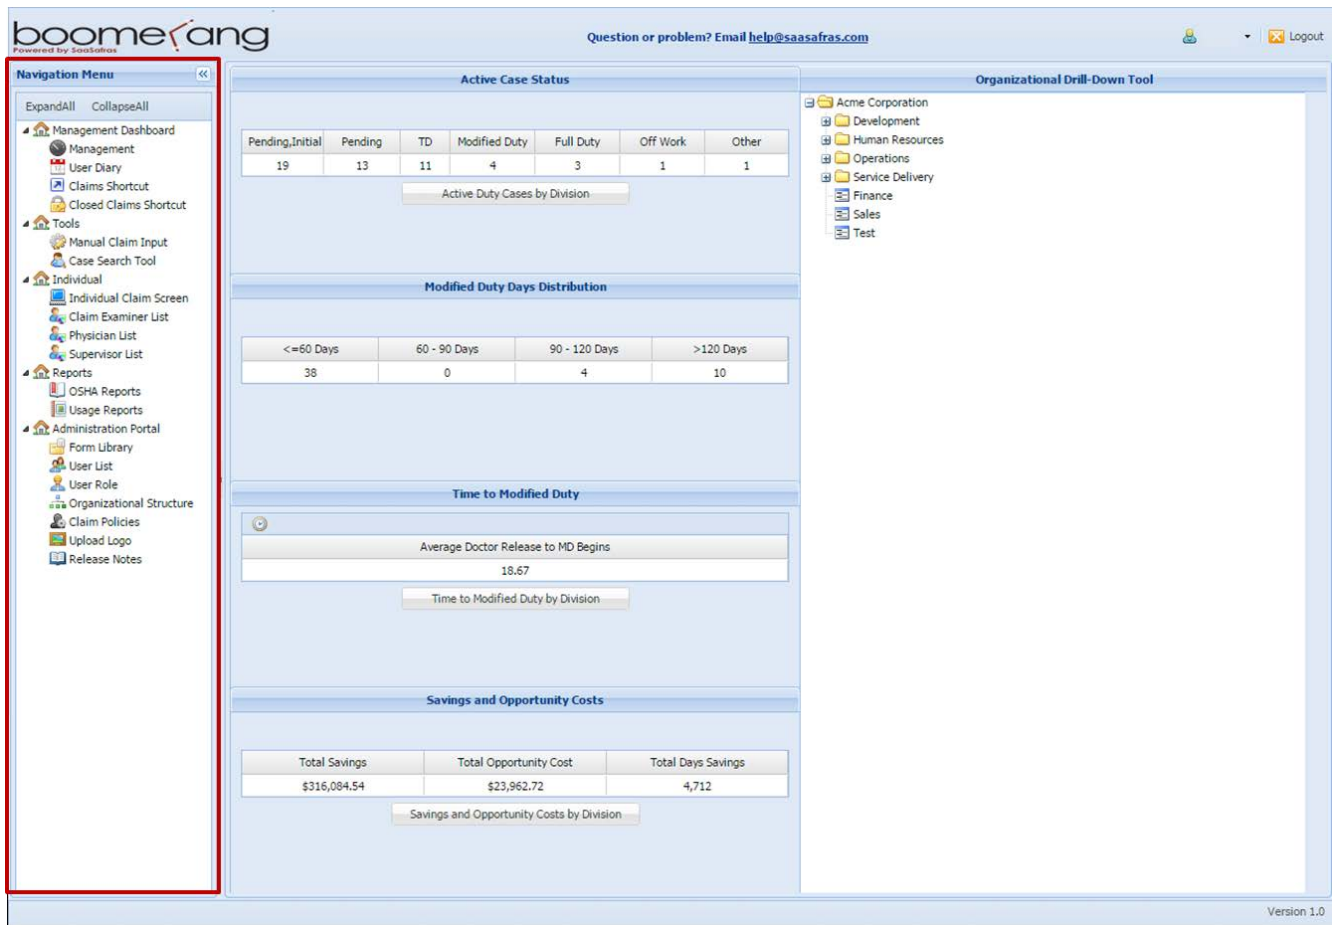 boomerang
Powered by SaaSafras
Question or problem? Email help@saasafras.com
Logout
Navigation Menu
ExpandAll CollapseAll
Management Dashboard
Management
User Diary
Claims Shortcut
Closed Claims Shortcut
Tools
Manual Claim Input
Case Search Tool
Individual
Individual Claim Screen
Claim Examiner List
Physician List
Supervisor List
Reports
OSHA Reports
Usage Reports
Administration Portal
Form Library
User List
User Role
Organizational Structure
Claim Policies
Upload Logo
Release Notes
Active Case Status
Pending,Initial Pending TD Modified Duty Full Duty Off Work Other
19 13 11 4 3 1 1
Active Duty Cases by Division
Modified Duty Days Distribution
<=60 Days 60 - 90 Days 90 - 120 Days >120 Days
38 0 4 10
Time to Modified Duty
Average Doctor Release to MD Begins
18.67
Time to Modified Duty by Division
Savings and Opportunity Costs
Total Savings Total Opportunity Cost Total Days Savings
$316,084.54 $23,962.72 4,712
Savings and Opportunity Costs by Division
Organizational Drill-Down Tool
Acme Corporation
Development
Human Resources
Operations
Service Delivery
Finance
Sales
Test
Version 1.0